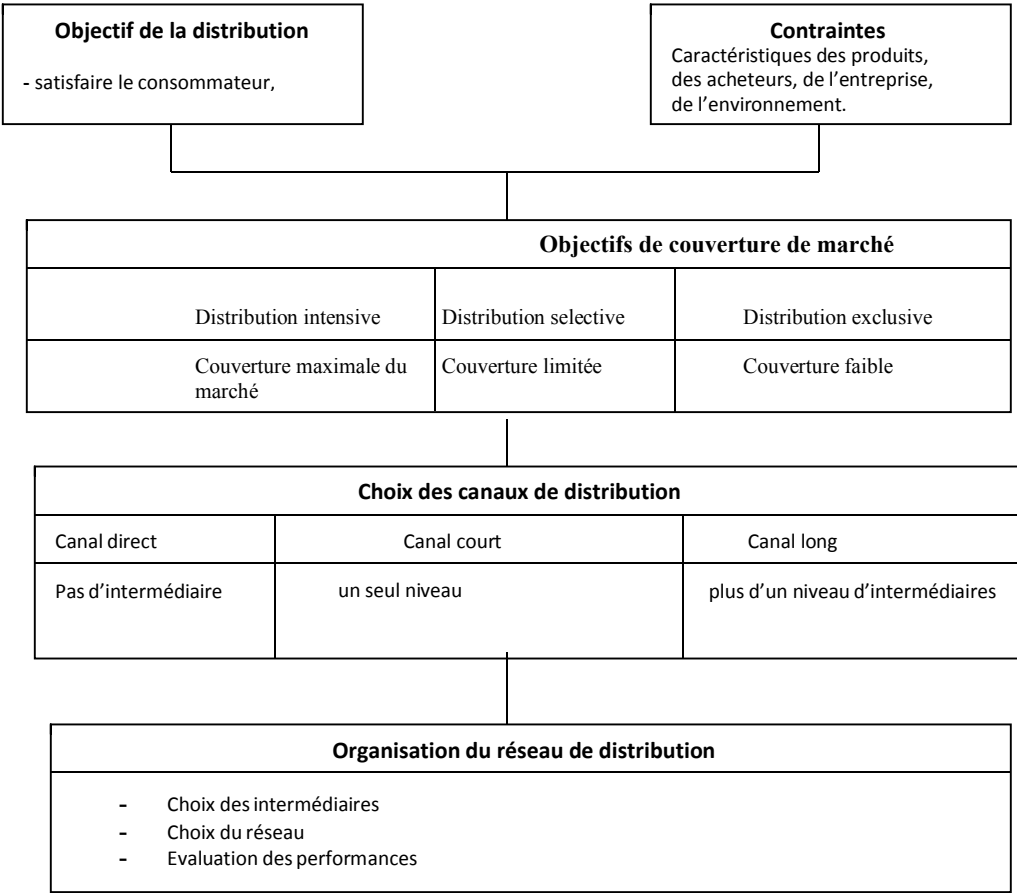 Objectif de la distribution
- satisfaire le consommateur,
Contraintes
Caractéristiques des produits,
des acheteurs, de l'entreprise,
de l'environnement.
Objectifs de couverture de marché
Distribution intensive
Distribution selective
Distribution exclusive
Couverture maximale du
marché
Couverture limitée
Couverture faible
Choix des canaux de distribution
Canal direct
Canal court
Canal long
Pas d'intermédiaire
un seul niveau
plus d'un niveau d'intermédiaires
Organisation du réseau de distribution
- Choix des intermédiaires
- Choix du réseau
- Evaluation des performances